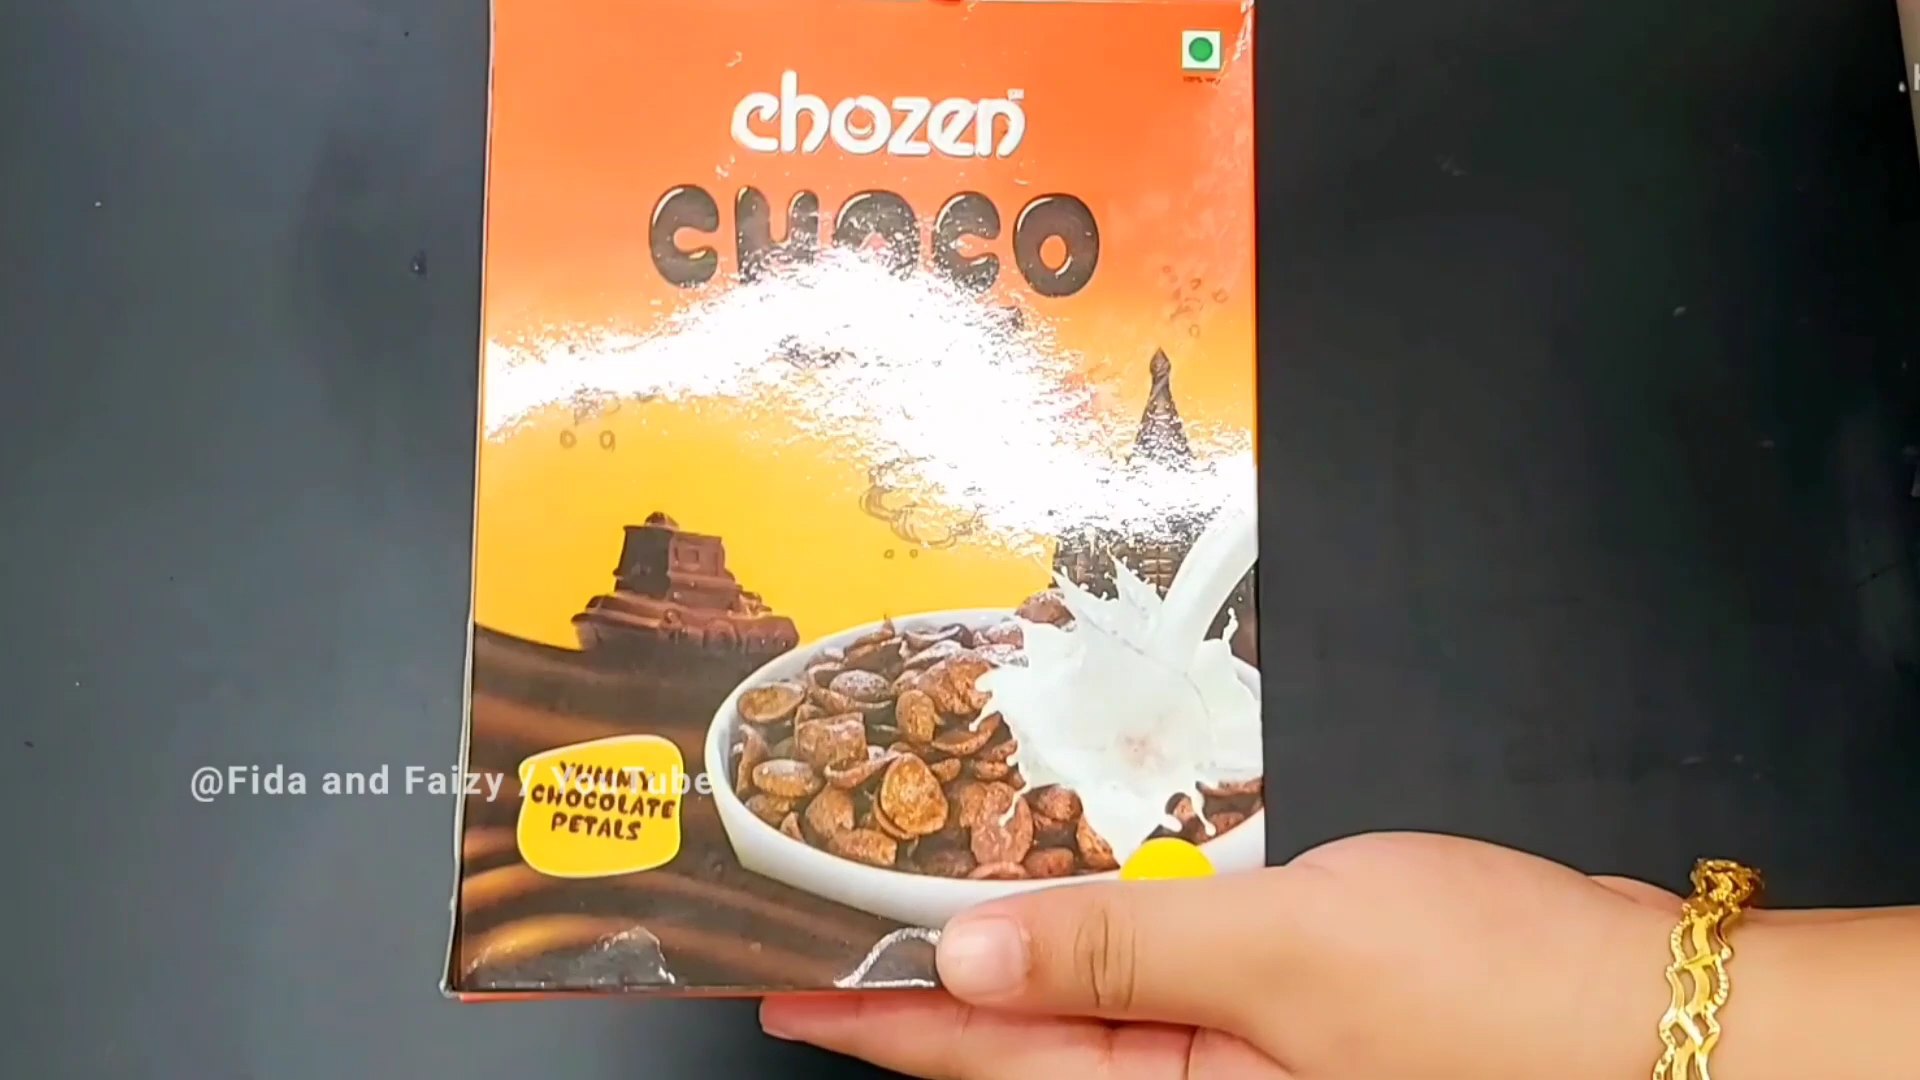 chozen
CHOCO
@Fida and Faizy / YouTube
YUMMY
CHOCOLATE
PETALS